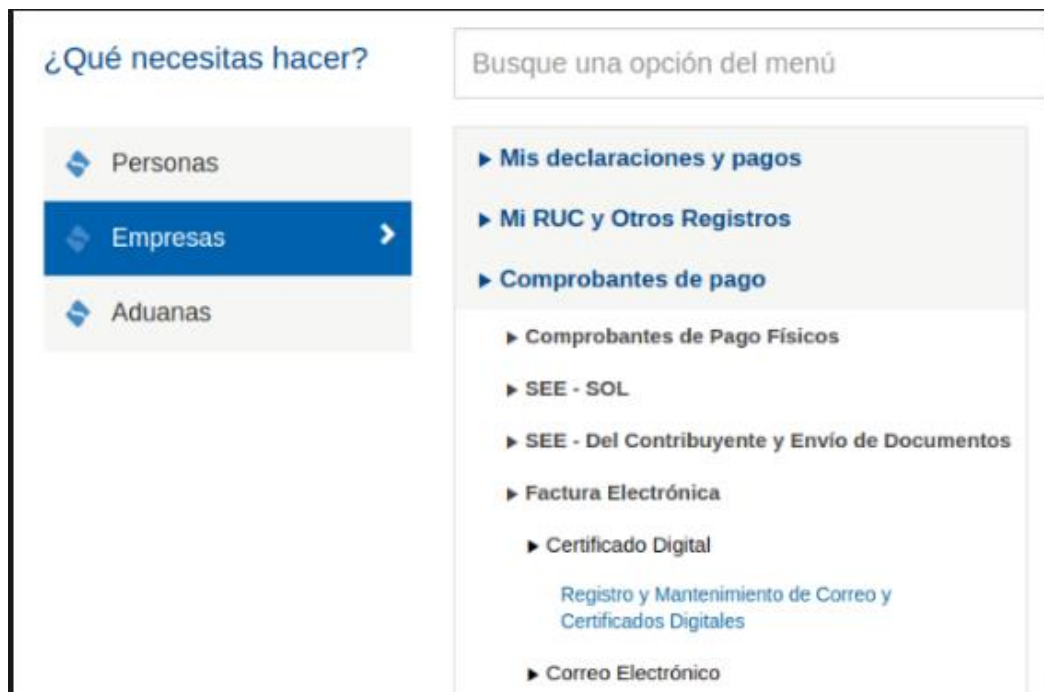 ¿Qué necesitas hacer?
Busque una opción del menú
Personas
Empresas
Aduanas
Mis declaraciones y pagos
Mi RUC y Otros Registros
Comprobantes de pago
Comprobantes de Pago Físicos
SEE - SOL
SEE - Del Contribuyente y Envío de Documentos
Factura Electrónica
Certificado Digital
Registro y Mantenimiento de Correo y
Certificados Digitales
Correo Electrónico